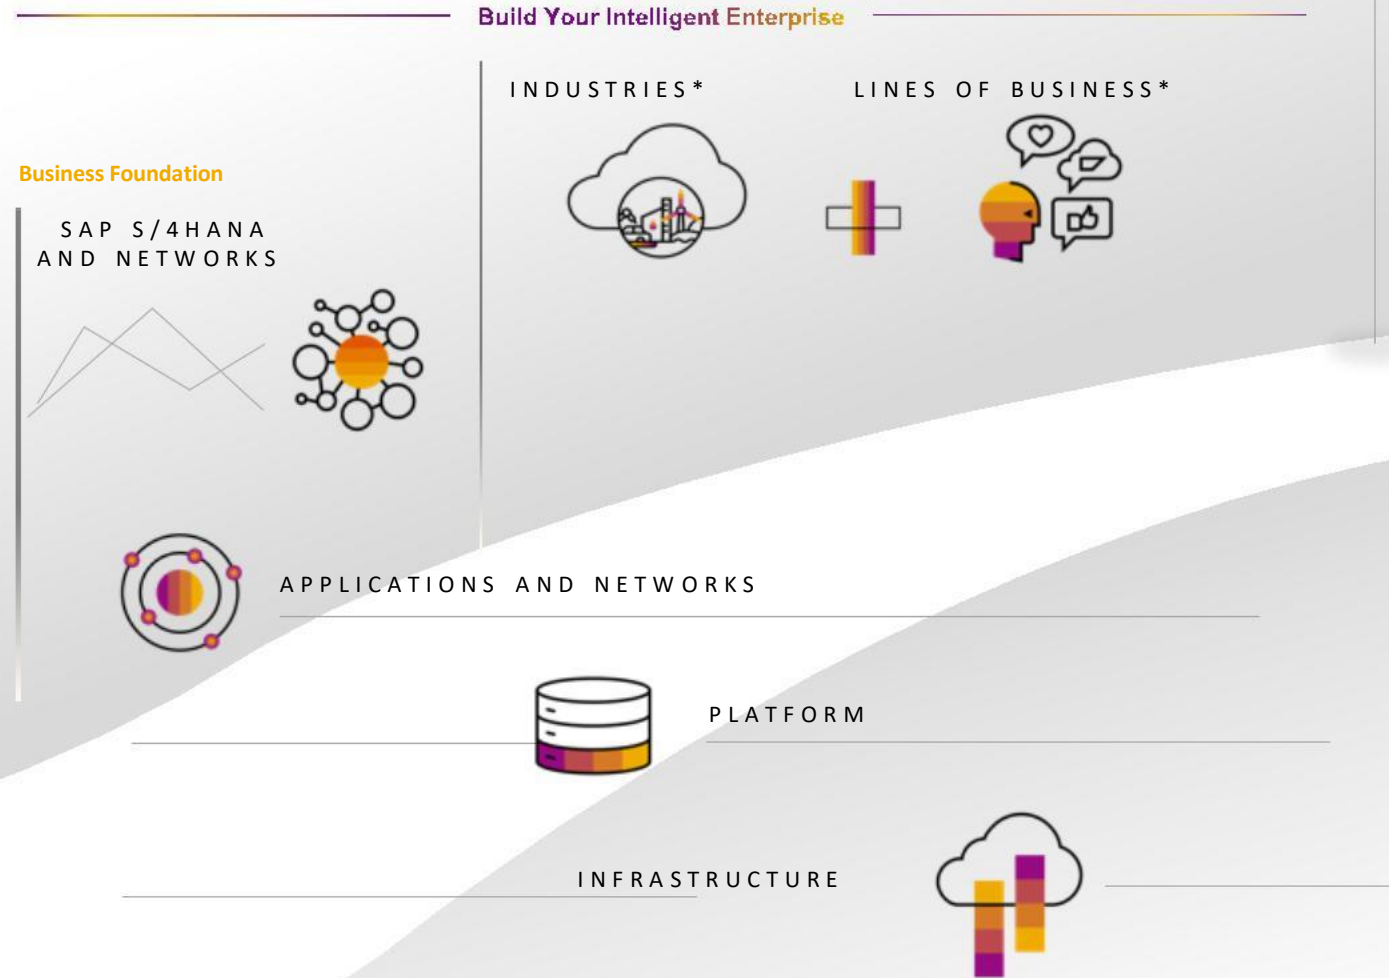 Build Your Intelligent Enterprise
INDUSTRIES*
LINES OF BUSINESS*
Business Foundation
SAP S/4HANA
AND NETWORKS
APPLICATIONS AND NETWORKS
PLATFORM
INFRASTRUCTURE